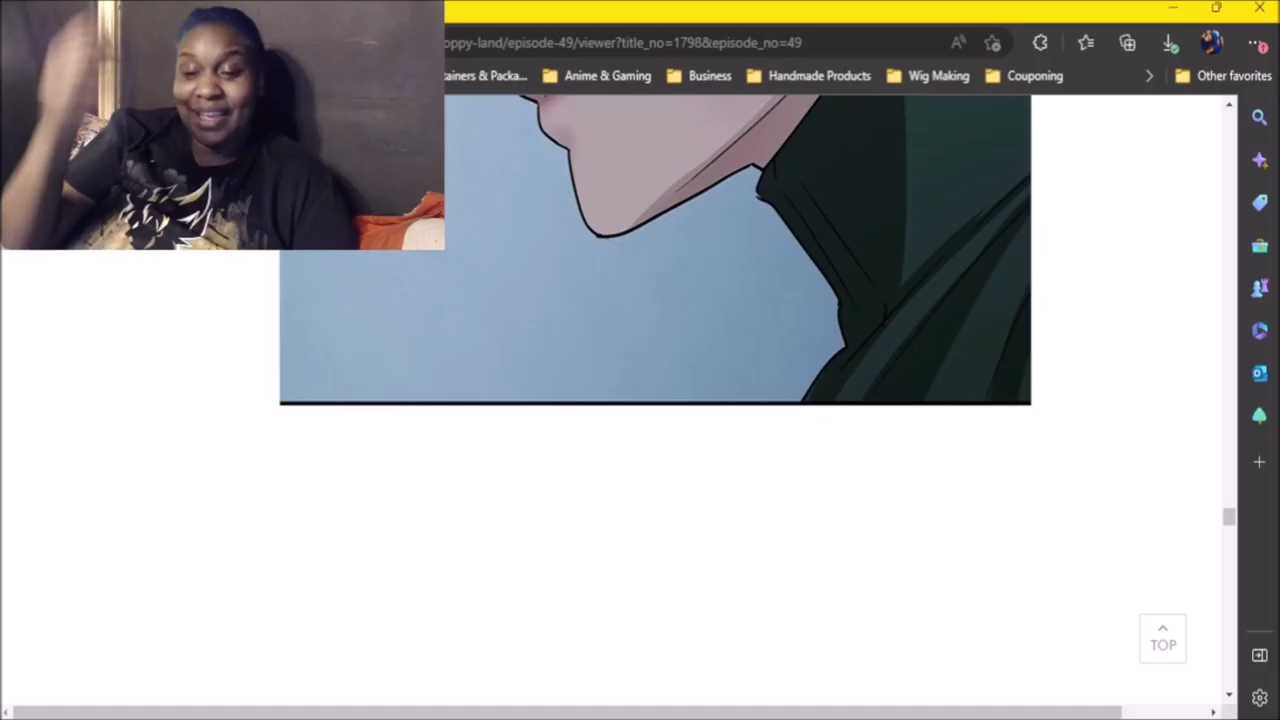 oppy-land/episode-49/viewer?title_no=1798&episode_no=49
tainers & Packa... Anime & Gaming Business Handmade Products Wig Making Couponing Other favorites
TOP